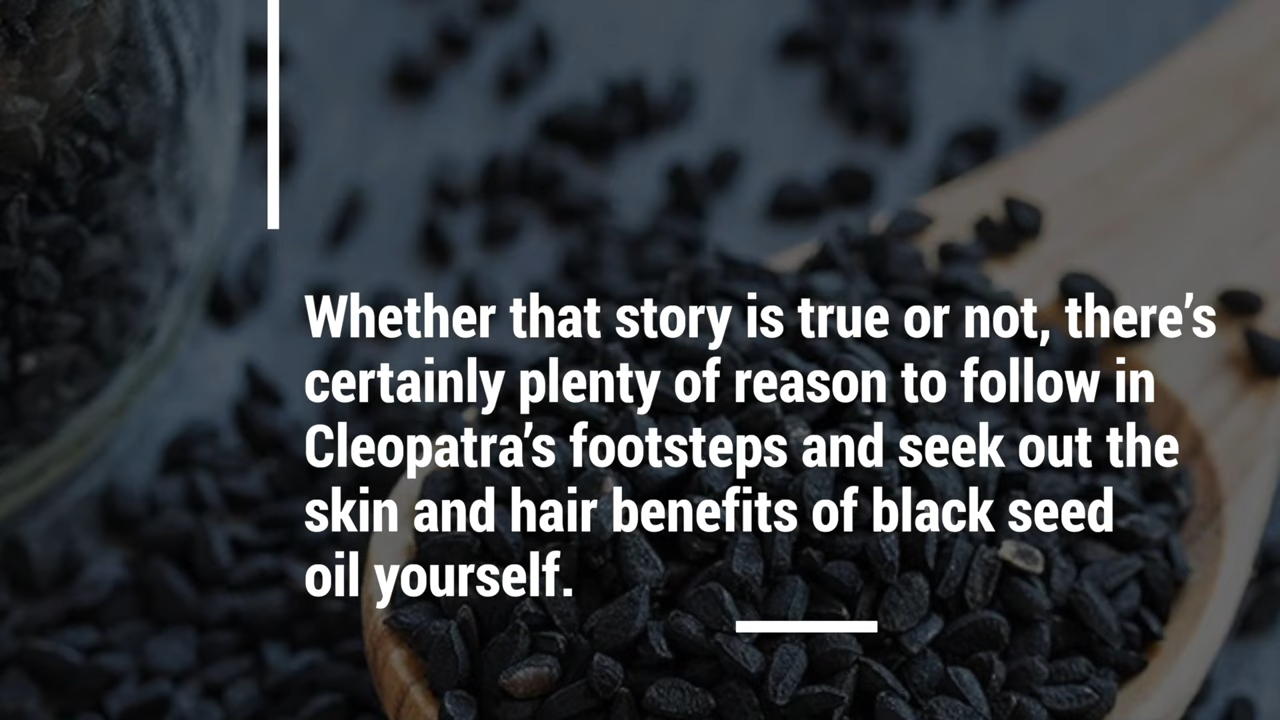 Whether that story is true or not, there’s
certainly plenty of reason to follow in
Cleopatra’s footsteps and seek out the
skin and hair benefits of black seed
oil yourself.